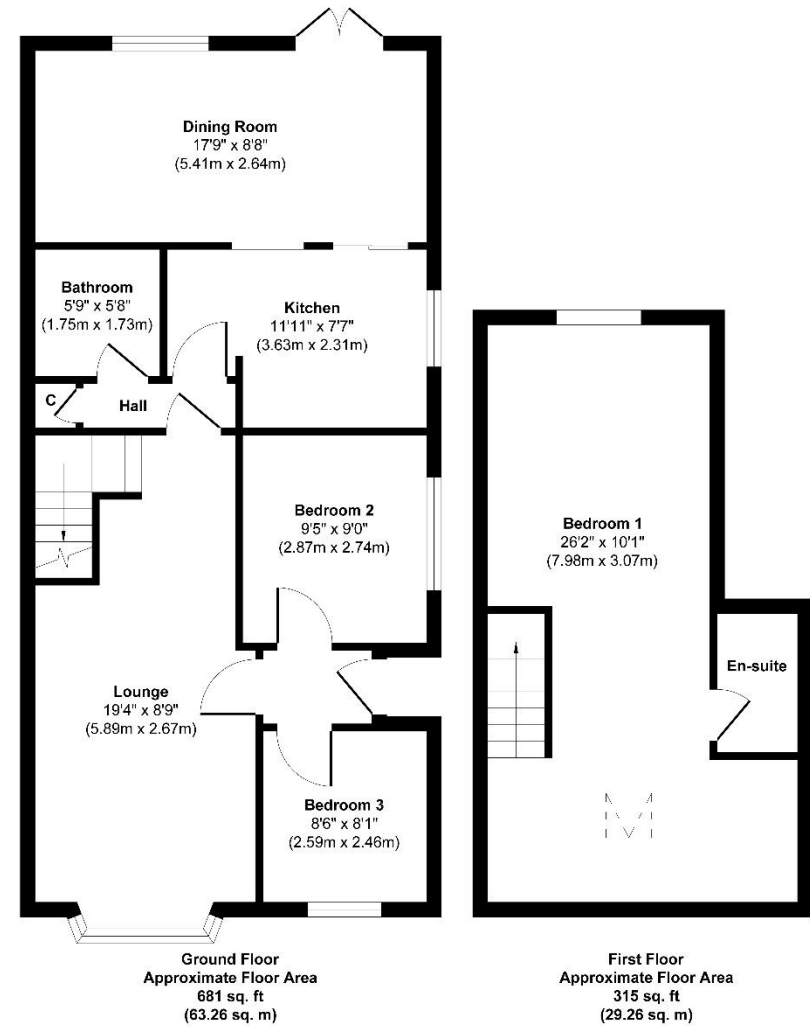 Dining Room
17'9" x 8'8"
(5.41m x 2.64m)
Bathroom
5'9" x 5'8"
(1.75m x 1.73m)
Kitchen
11'11" x 7'7"
(3.63m x 2.31m)
C
Hall
Bedroom 2
9'5" x 9'0"
(2.87m x 2.74m)
Lounge
19'4" x 8'9"
(5.89m x 2.67m)
Bedroom 3
8'6" x 8'1"
(2.59m x 2.46m)
Ground Floor
Approximate Floor Area
681 sq. ft
(63.26 sq. m)
Bedroom 1
26'2" x 10'1"
(7.98m x 3.07m)
En-suite
First Floor
Approximate Floor Area
315 sq. ft
(29.26 sq. m)